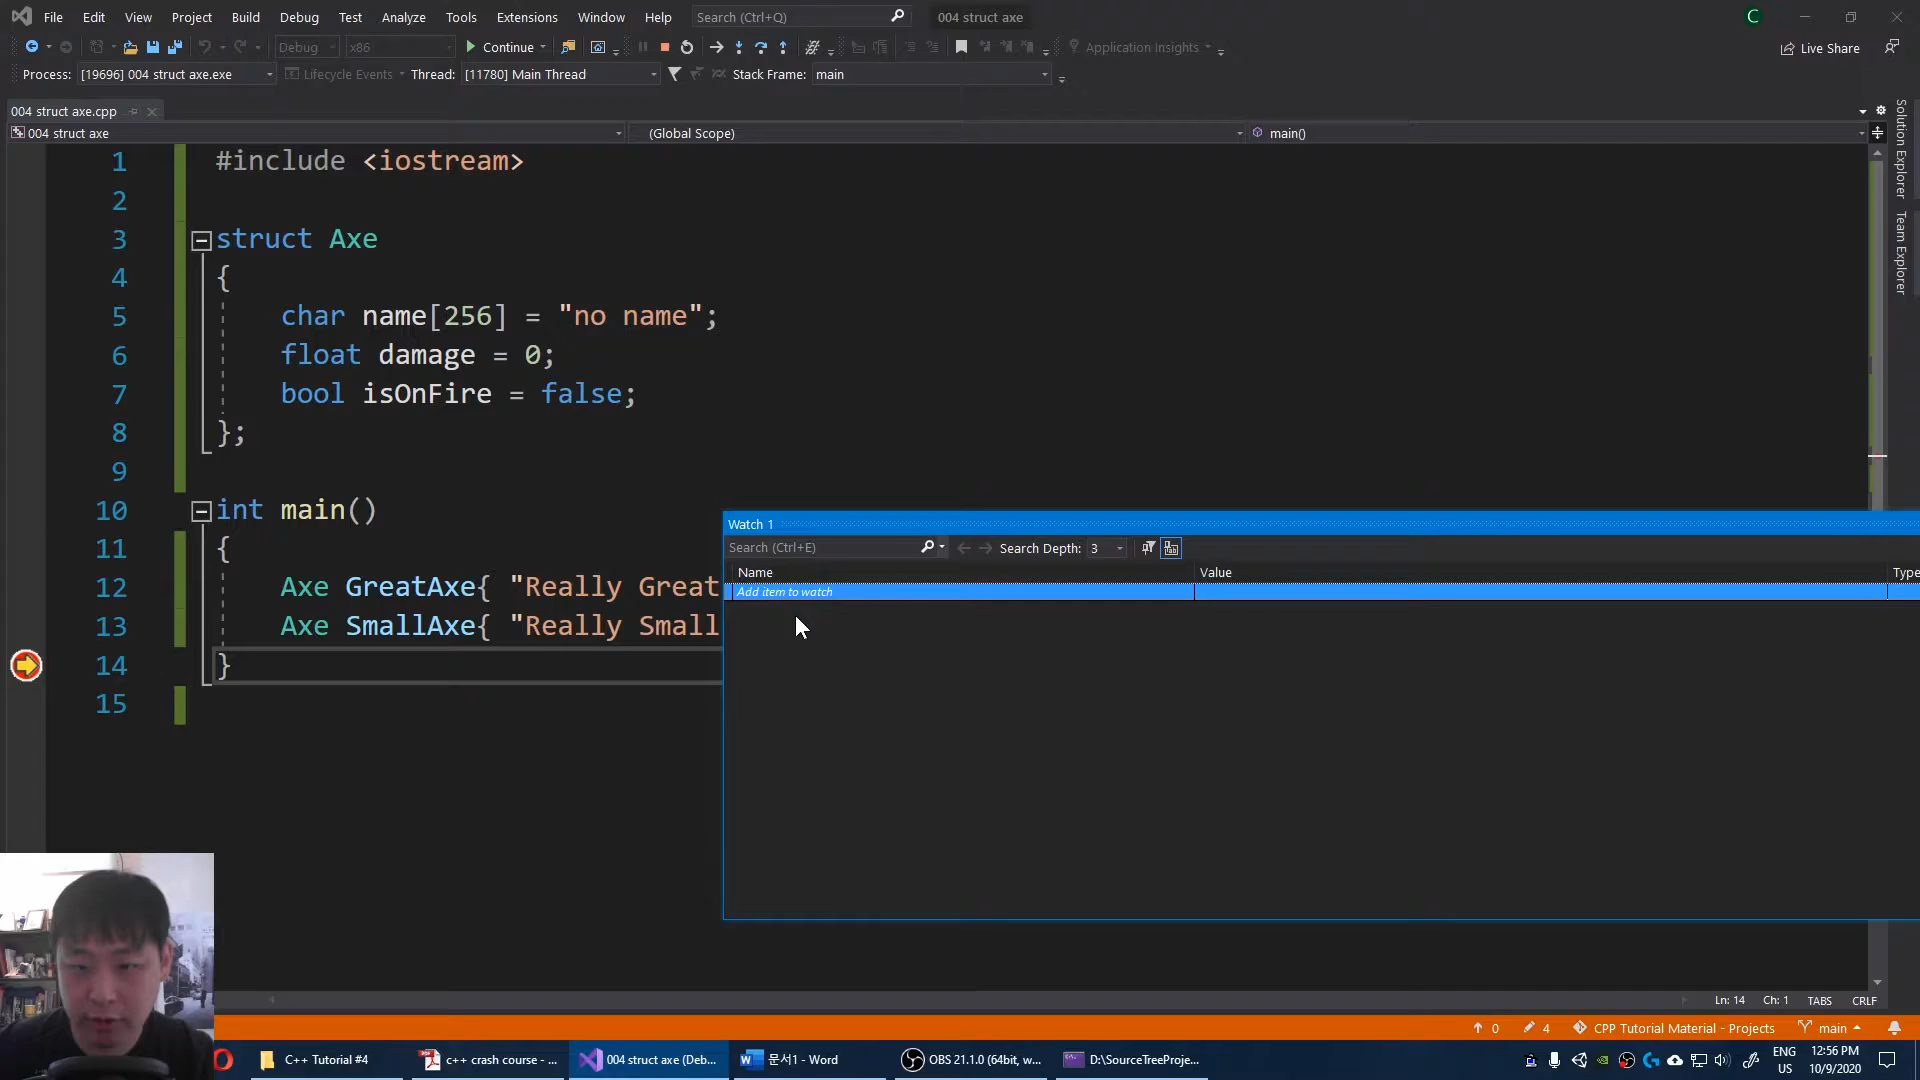 File Edit View Project Build Debug Test Analyze Tools Extensions Window Help Search (Ctrl+Q) 004 struct axe C
Debug x86 Continue Application Insights Live Share
Process: [19696] 004 struct axe.exe Lifecycle Events Thread: [11780] Main Thread Stack Frame: main
004 struct axe.cpp
004 struct axe (Global Scope) main()
Solution Explorer
Team Explorer
1 #include <iostream>
2
3 struct Axe
4 {
5 char name[256] = "no name";
6 float damage = 0;
7 bool isOnFire = false;
8 };
9
10 int main()
11 {
12 Axe GreatAxe{ "Really Great
13 Axe SmallAxe{ "Really Small
14 }
15
Watch 1
Search (Ctrl+E) Search Depth: 3
Name Value Type
Add item to watch
Ln: 14 Ch: 1 TABS CRLF
0 4 CPP Tutorial Material - Projects main
C++ Tutorial #4 c++ crash course - ... 004 struct axe (Deb... 문서1 - Word OBS 21.1.0 (64bit, w... D:\SourceTreeProje...
ENG US 12:56 PM 10/9/2020